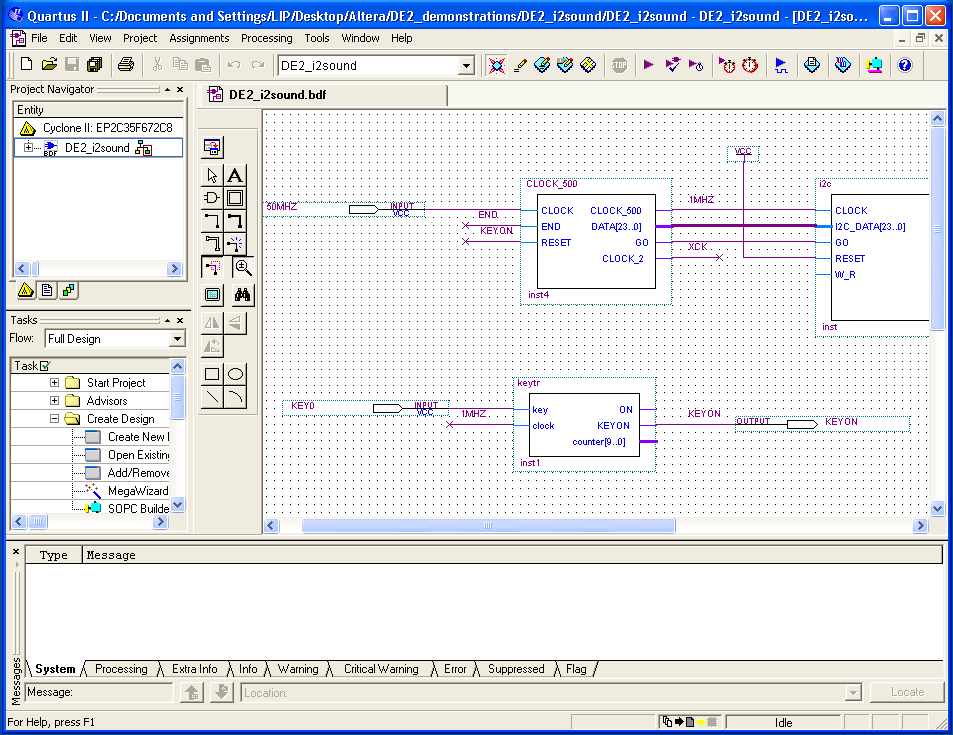 Quartus II - C:/Documents and Settings/LIP/Desktop/Altera/DE2_demonstrations/DE2_i2sound/DE2_i2sound - DE2_i2sound - [DE2_i2so...
File Edit View Project Assignments Processing Tools Window Help
DE2_i2sound
Project Navigator
Entity
Cyclone II: EP2C35F672C8
BDF DE2_i2sound
Tasks
Flow: Full Design
Task
Start Project
Advisors
Create Design
Create New
Open Existing
Add/Remove
MegaWizard
SOPC Builde
DE2_i2sound.bdf
VCC
CLOCK_500
i2c
50MHZ INPUT VCC
END
KEYON
CLOCK CLOCK_500
END DATA[23..0]
RESET GO
CLOCK_2
inst4
1MHZ
XCK
CLOCK
I2C_DATA[23..0]
GO
RESET
W_R
inst
keytr
KEY0 INPUT VCC
1MHZ
key ON
clock KEYON
counter[9..0]
inst1
KEYON
OUTPUT KEYON
Type Message
System Processing Extra Info Info Warning Critical Warning Error Suppressed Flag
Messages
Message: Location: Locate
For Help, press F1 Idle